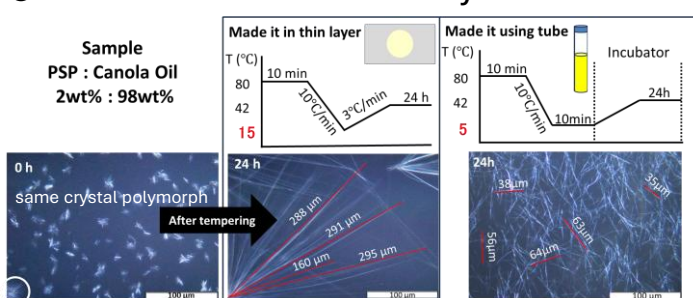 Sample
PSP : Canola Oil
2wt% : 98wt%
Made it in thin layer
T (°C)
80
42
15
10 min
10°C/min
3°C/min
24 h
Made it using tube
Incubator
T (°C)
80
42
5
10 min
10°C/min
10min
24h
0 h
same crystal polymorph
After tempering
100 μm
24 h
288 μm
291 μm
160 μm
295 μm
100 μm
24h
38μm
35μm
56μm
63μm
64μm
100 μm